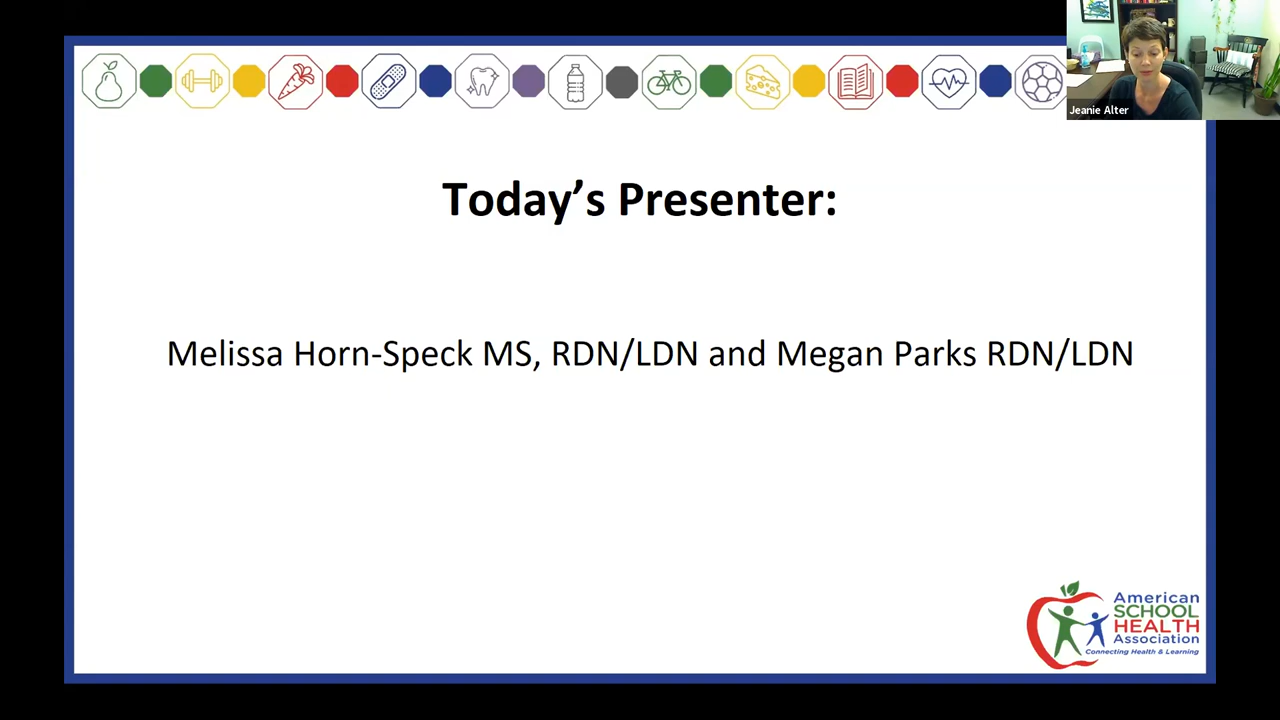 Jeanie Alter
Today's Presenter:
Melissa Horn-Speck MS, RDN/LDN and Megan Parks RDN/LDN
American
SCHOOL
HEALTH
Association
Connecting Health & Learning